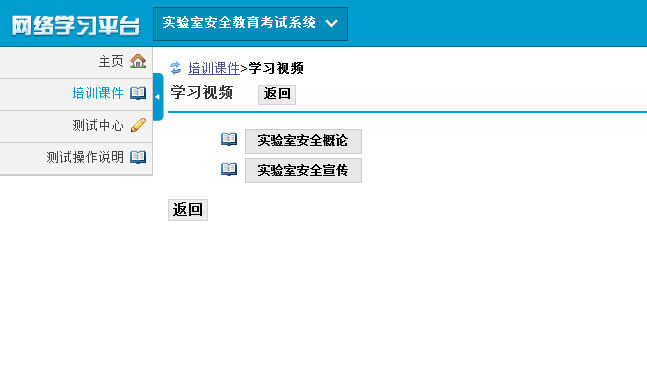 网络学习平台
实验室安全教育考试系统
主页
培训课件
测试中心
测试操作说明
培训课件>学习视频
学习视频 返回
实验室安全概论
实验室安全宣传
返回